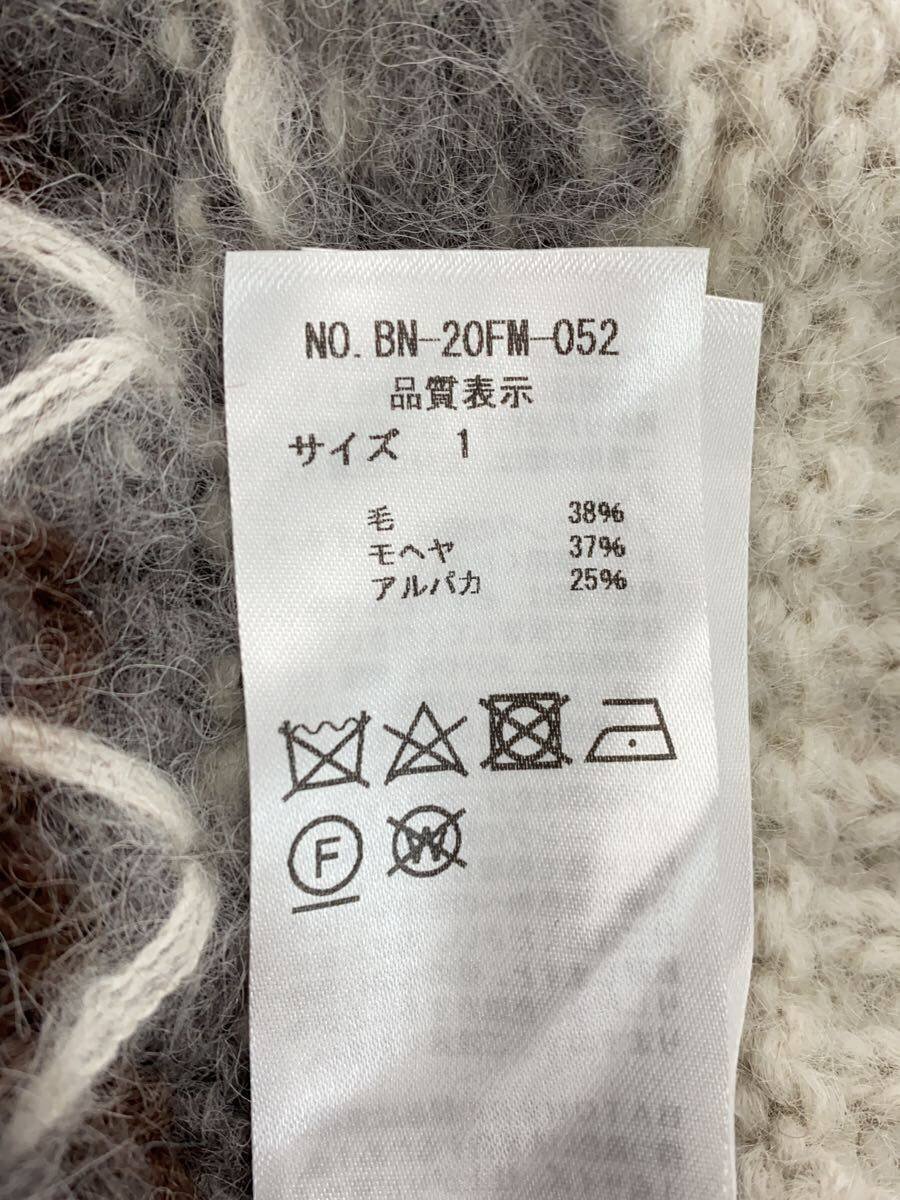 NO. BN-20FM-052
品質表示
サイズ 1
毛 38%
モヘヤ 37%
アルパカ 25%
F W